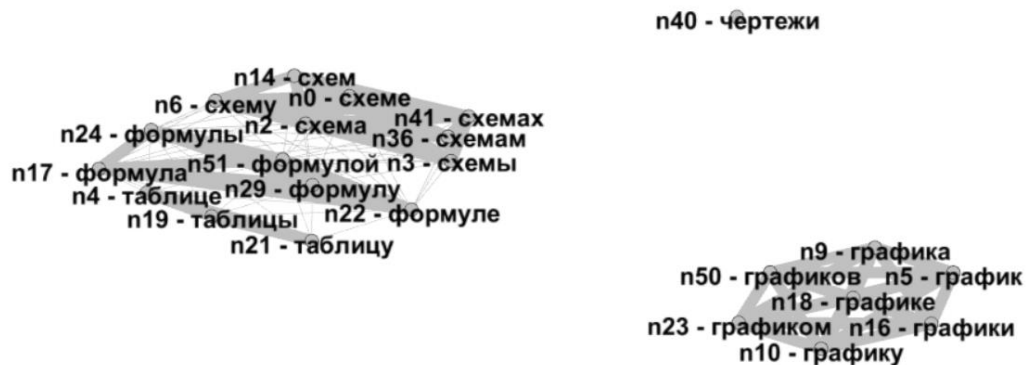 n40 - чертежи
n14 - схем
n6 - схему
n0 - схеме
n41 - схемах
n2 - схема
n24 - формулы
n36 - схемам
n51 - формулой
n3 - схемы
n17 - формула
n29 - формулу
n4 - таблице
n19 - таблицы
n22 - формуле
n21 - таблицу
n9 - графика
n50 - графиков
n5 - график
n18 - графике
n23 - графиком
n16 - графики
n10 - графику